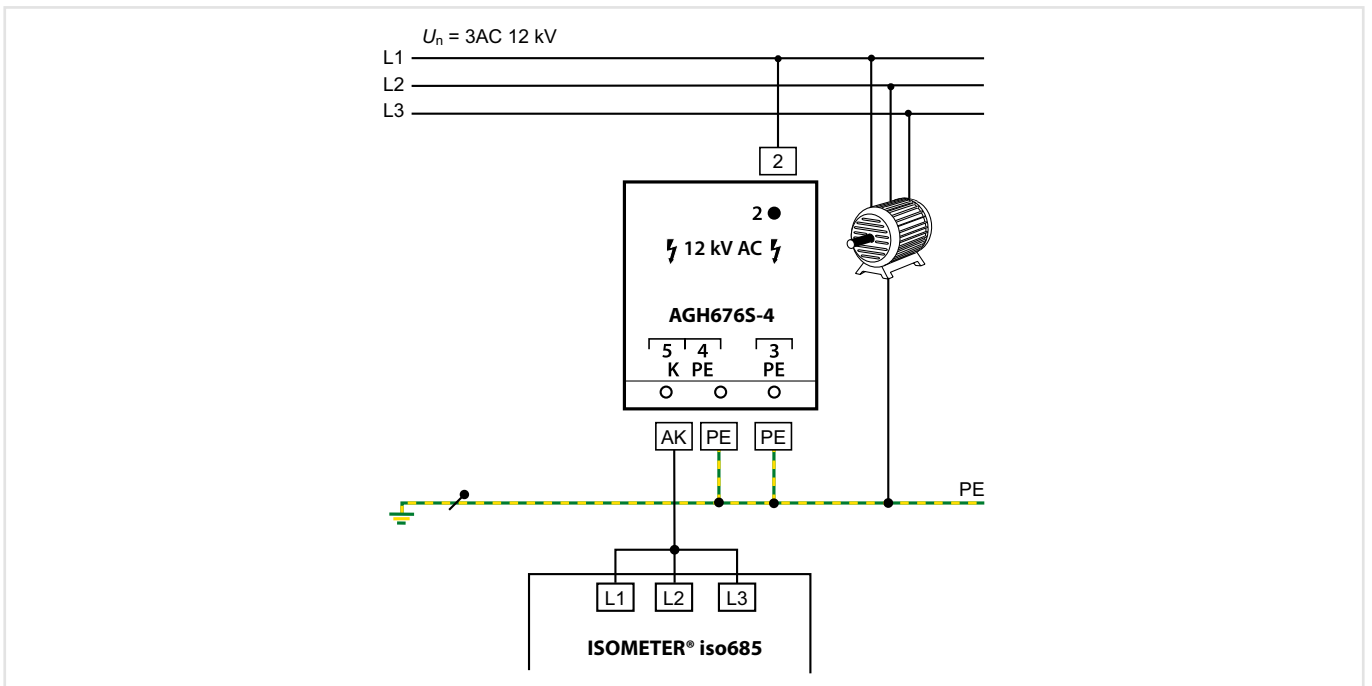 Un = 3AC 12 kV
L1
L2
L3
2
2
12 kV AC
AGH676S-4
5 4 3
K PE PE
AK PE PE
PE
L1 L2 L3
ISOMETER® iso685